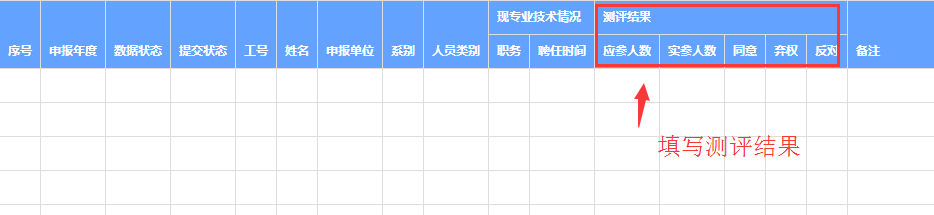 现专业技术情况 测评结果
序号 申报年度 数据状态 提交状态 工号 姓名 申报单位 系别 人员类别 职务 聘任时间 应参人数 实参人数 同意 弃权 反对 备注
填写测评结果